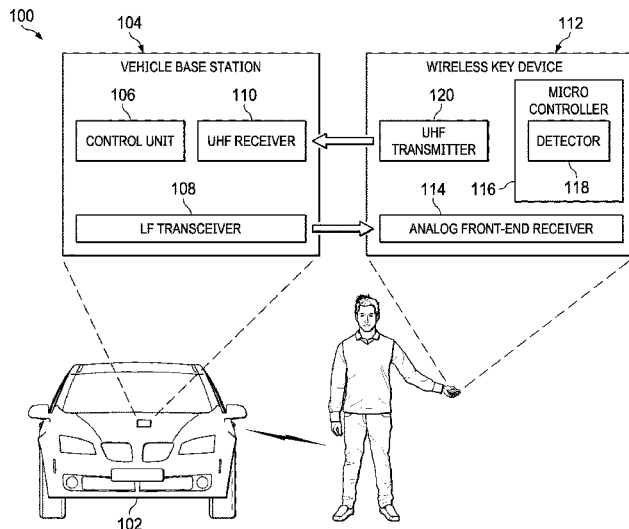 100
104
112
VEHICLE BASE STATION
WIRELESS KEY DEVICE
106
110
120
MICRO
CONTROLLER
CONTROL UNIT
UHF RECEIVER
UHF
TRANSMITTER
DETECTOR
108
114
116
118
LF TRANSCEIVER
ANALOG FRONT-END RECEIVER
102